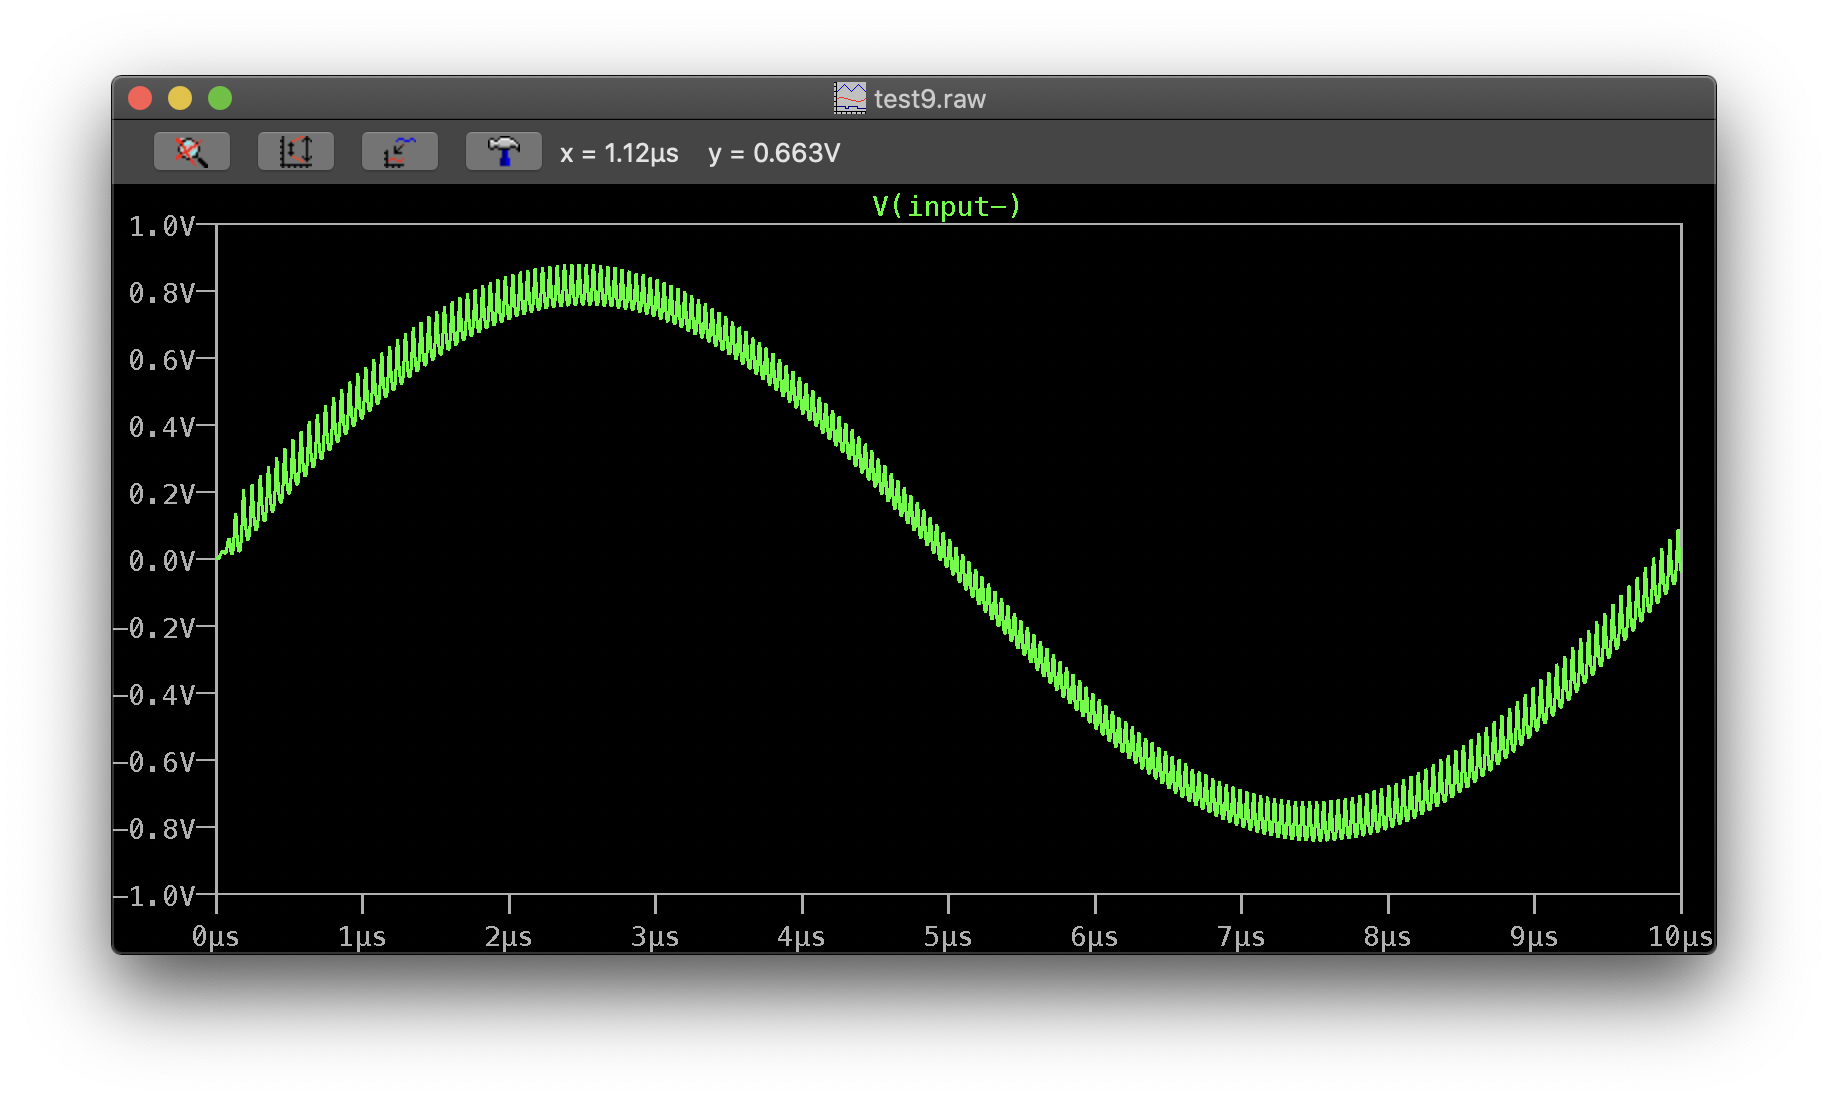 test9.raw
x = 1.12µs y = 0.663V
V(input−)
1.0V
0.8V
0.6V
0.4V
0.2V
0.0V
−0.2V
−0.4V
−0.6V
−0.8V
−1.0V
0µs 1µs 2µs 3µs 4µs 5µs 6µs 7µs 8µs 9µs 10µs